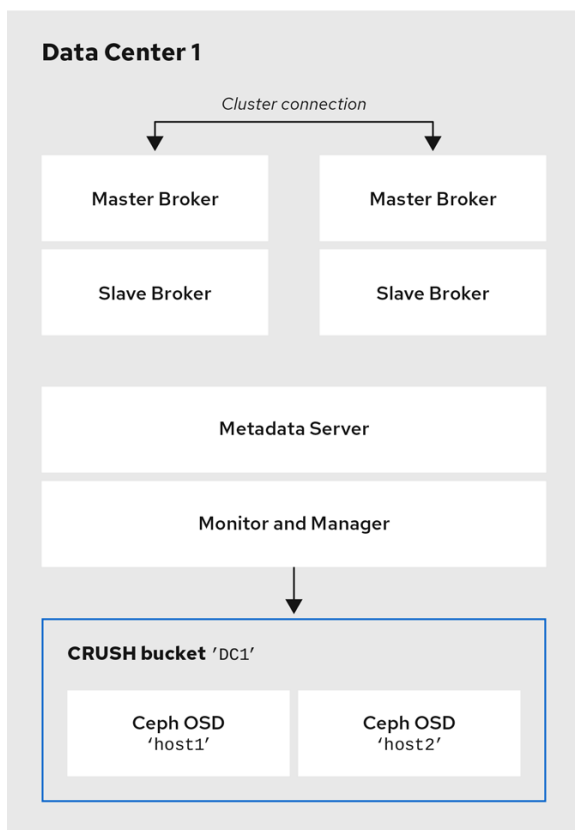 Data Center 1
Cluster connection
Master Broker
Master Broker
Slave Broker
Slave Broker
Metadata Server
Monitor and Manager
CRUSH bucket ’DC1’
Ceph OSD
‘host1’
Ceph OSD
‘host2’